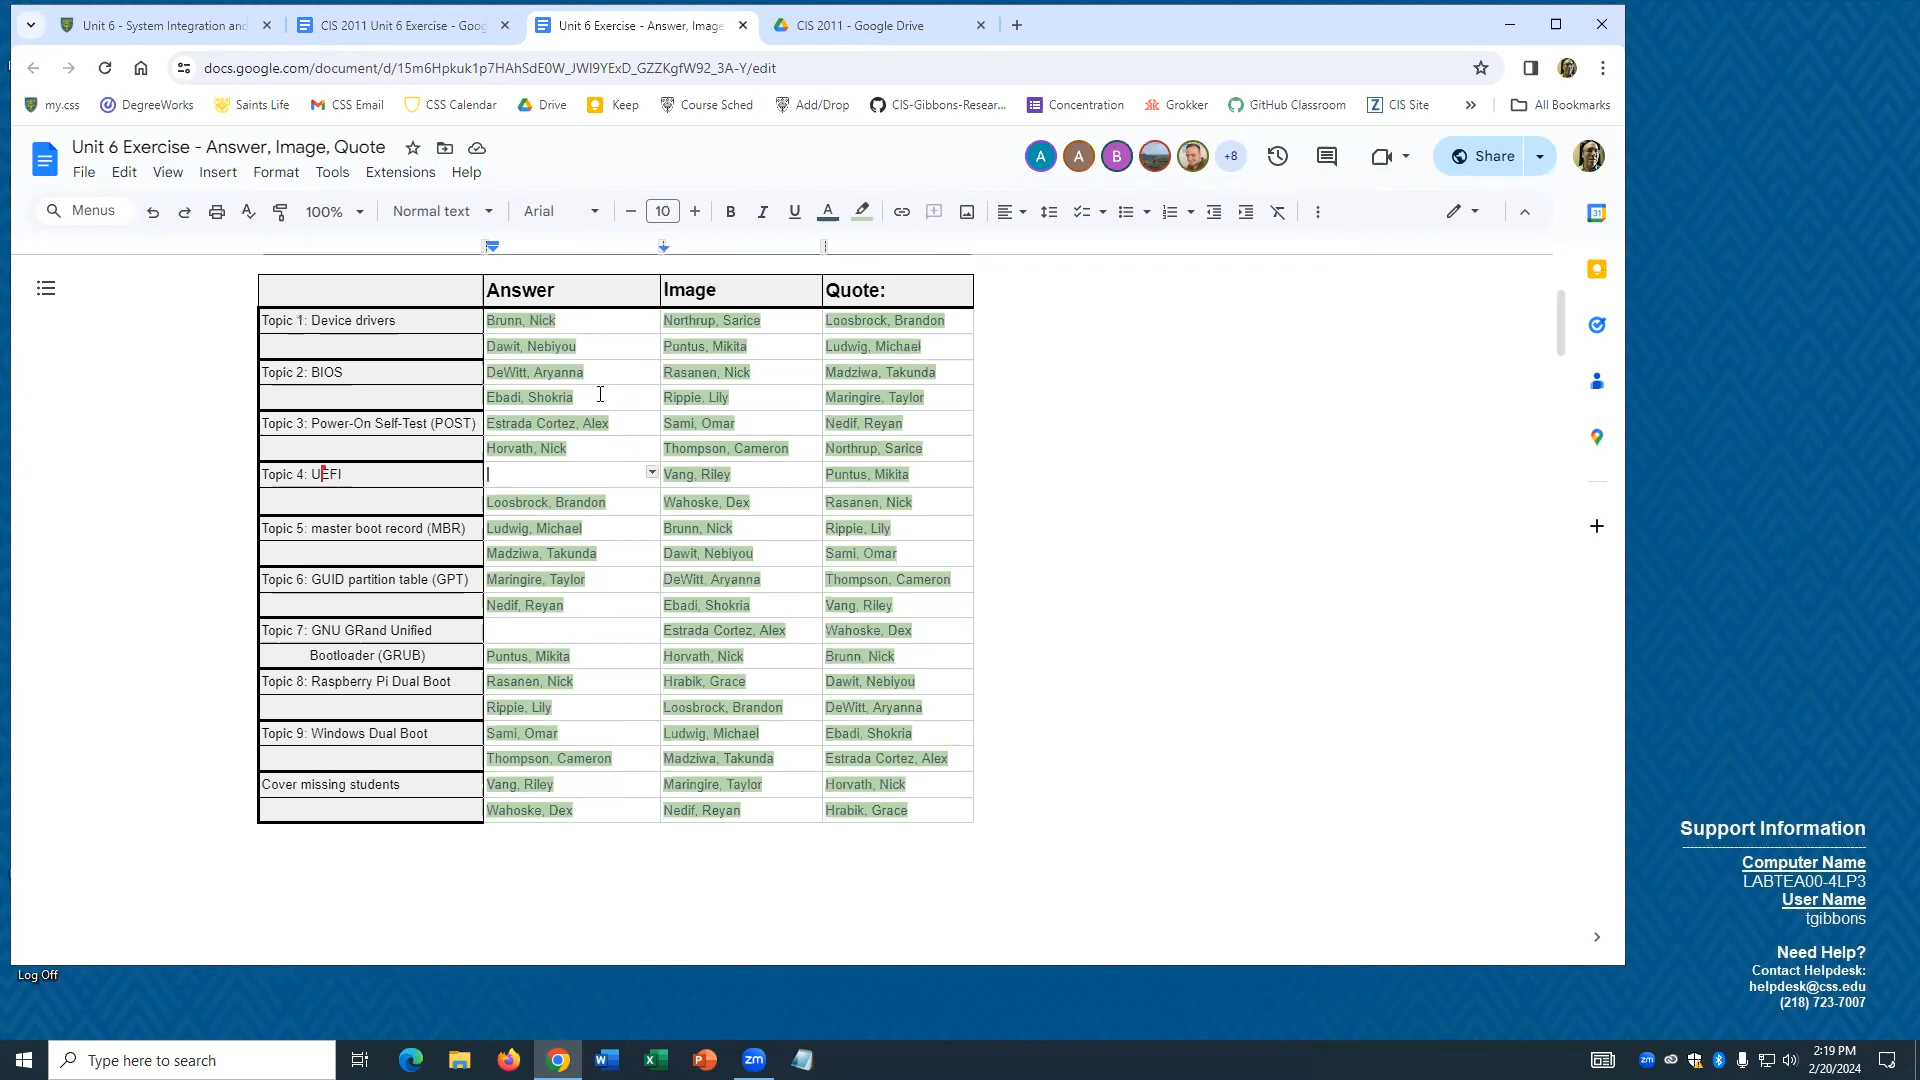 Unit 6 - System Integration and
CIS 2011 Unit 6 Exercise - Goog
Unit 6 Exercise - Answer, Image,
CIS 2011 - Google Drive
docs.google.com/document/d/15m6Hpkuk1p7HAhSdE0W_JWI9YExD_GZZKgfW92_3A-Y/edit
my.css DegreeWorks Saints Life CSS Email CSS Calendar Drive Keep Course Sched Add/Drop CIS-Gibbons-Resear... Concentration Grokker GitHub Classroom CIS Site All Bookmarks
Unit 6 Exercise - Answer, Image, Quote
A A B +8 Share
File Edit View Insert Format Tools Extensions Help
Menus 100% Normal text Arial 10 B I U A
31
Answer Image Quote:
Topic 1: Device drivers Brunn, Nick Northrup, Sarice Loosbrock, Brandon
Dawit, Nebiyou Puntus, Mikita Ludwig, Michael
Topic 2: BIOS DeWitt, Aryanna Rasanen, Nick Madziwa, Takunda
Ebadi, Shokria Rippie, Lily Maringire, Taylor
Topic 3: Power-On Self-Test (POST) Estrada Cortez, Alex Sami, Omar Nedif, Reyan
Horvath, Nick Thompson, Cameron Northrup, Sarice
Topic 4: UEFI Vang, Riley Puntus, Mikita
Loosbrock, Brandon Wahoske, Dex Rasanen, Nick
Topic 5: master boot record (MBR) Ludwig, Michael Brunn, Nick Rippie, Lily
Madziwa, Takunda Dawit, Nebiyou Sami, Omar
Topic 6: GUID partition table (GPT) Maringire, Taylor DeWitt, Aryanna Thompson, Cameron
Nedif, Reyan Ebadi, Shokria Vang, Riley
Topic 7: GNU GRand Unified Estrada Cortez, Alex Wahoske, Dex
Bootloader (GRUB) Puntus, Mikita Horvath, Nick Brunn, Nick
Topic 8: Raspberry Pi Dual Boot Rasanen, Nick Hrabik, Grace Dawit, Nebiyou
Rippie, Lily Loosbrock, Brandon DeWitt, Aryanna
Topic 9: Windows Dual Boot Sami, Omar Ludwig, Michael Ebadi, Shokria
Thompson, Cameron Madziwa, Takunda Estrada Cortez, Alex
Cover missing students Vang, Riley Maringire, Taylor Horvath, Nick
Wahoske, Dex Nedif, Reyan Hrabik, Grace
Support Information
Computer Name
LABTEA00-4LP3
User Name
tgibbons
Need Help?
Contact Helpdesk:
helpdesk@css.edu
(218) 723-7007
Log Off
Type here to search
zm
2:19 PM
2/20/2024